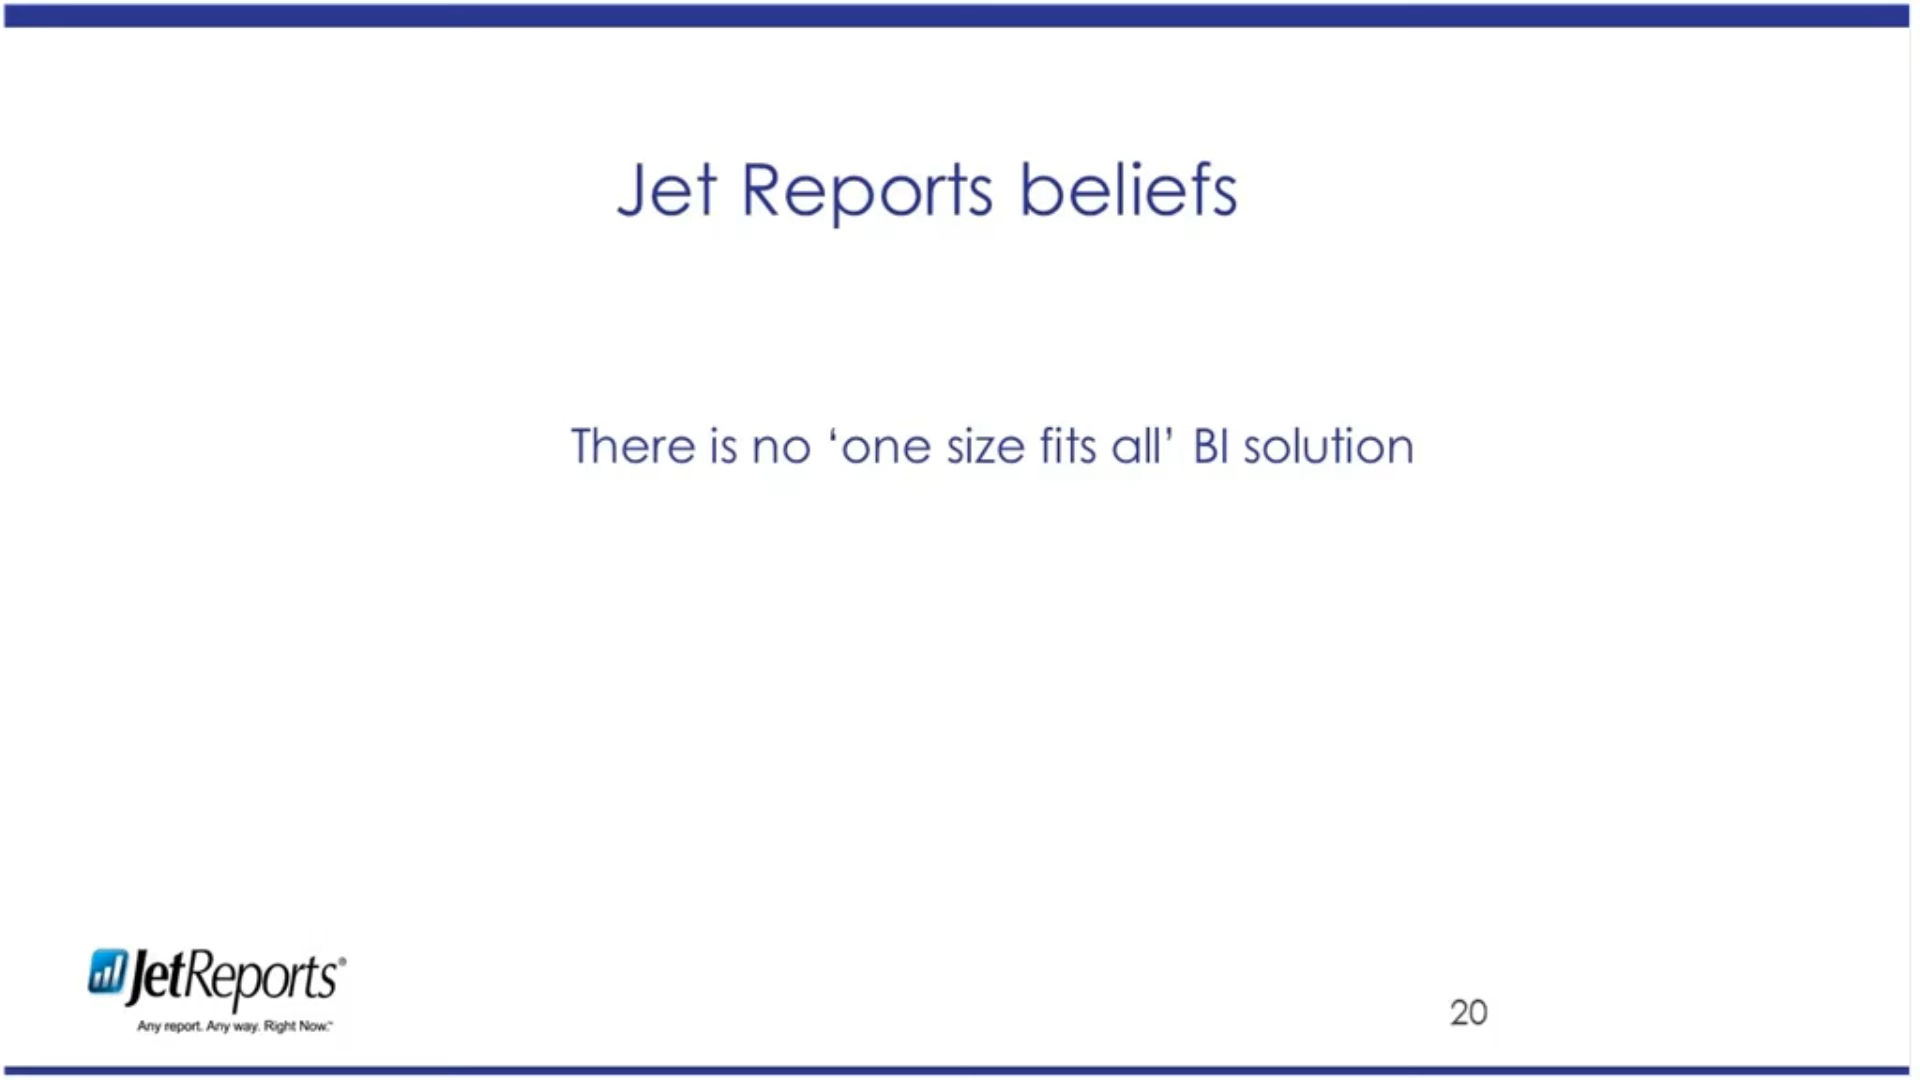 Jet Reports beliefs
There is no ‘one size fits all’ BI solution
JetReports®
Any report. Any way. Right Now.™
20